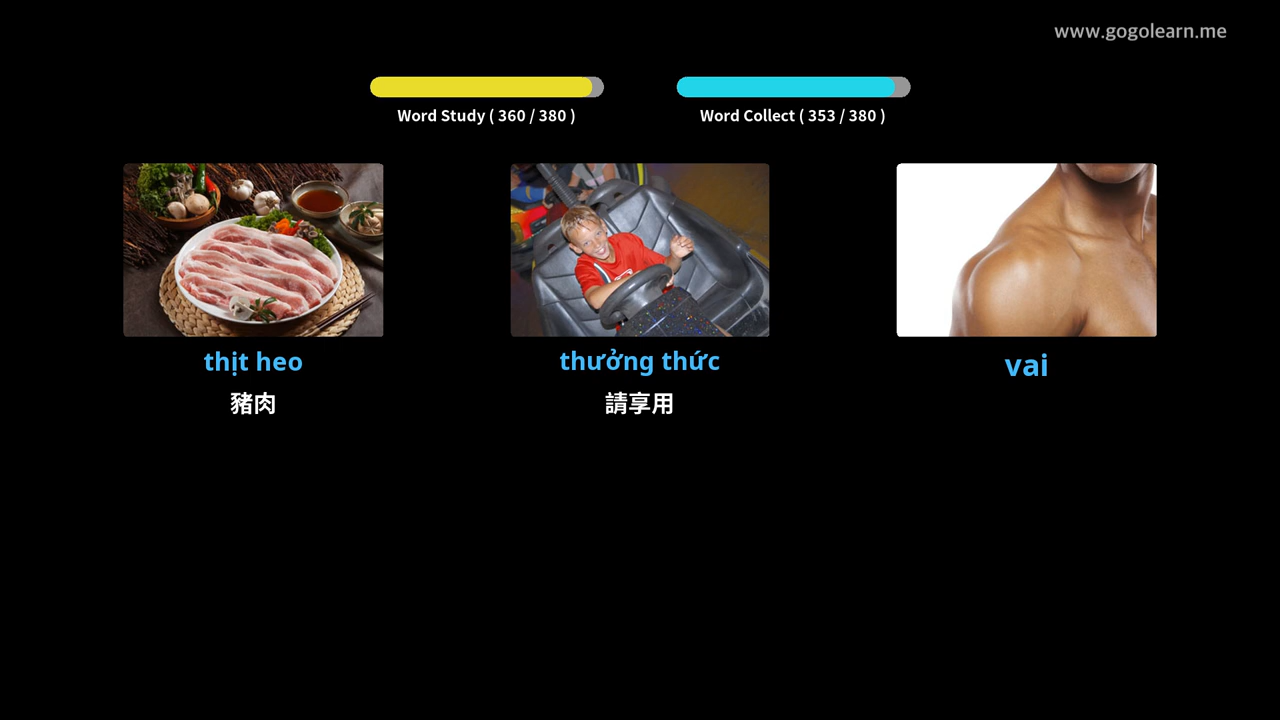 www.gogolearn.me
Word Study ( 360 / 380 )
Word Collect ( 353 / 380 )
thịt heo
thưởng thức
vai
豬肉
請享用